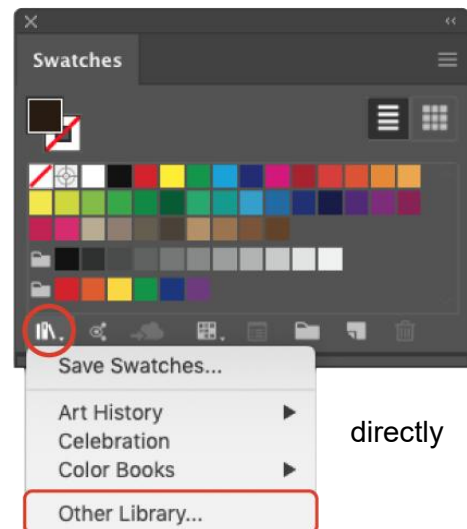 Swatches
Save Swatches...
Art History
directly
Celebration
Color Books
Other Library...